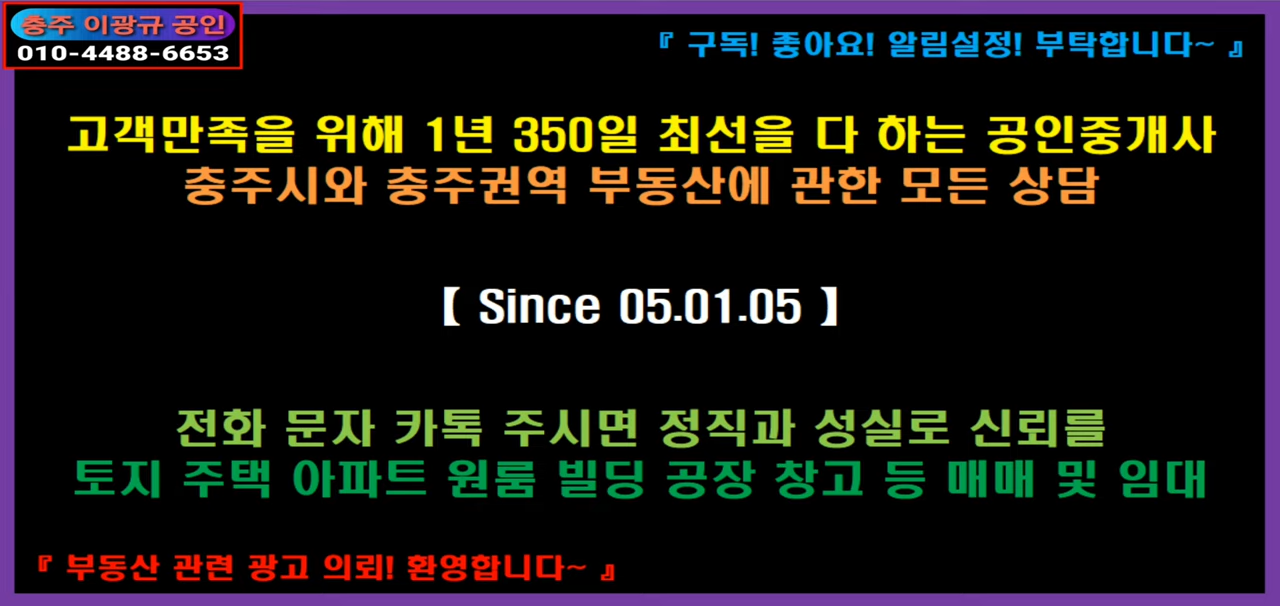 충주 이광규 공인
010-4488-6653
『 구독! 좋아요! 알림설정! 부탁합니다~ 』
고객만족을 위해 1년 350일 최선을 다 하는 공인중개사
충주시와 충주권역 부동산에 관한 모든 상담
【 Since 05.01.05 】
전화 문자 카톡 주시면 정직과 성실로 신뢰를
토지 주택 아파트 원룸 빌딩 공장 창고 등 매매 및 임대
『 부동산 관련 광고 의뢰! 환영합니다~ 』